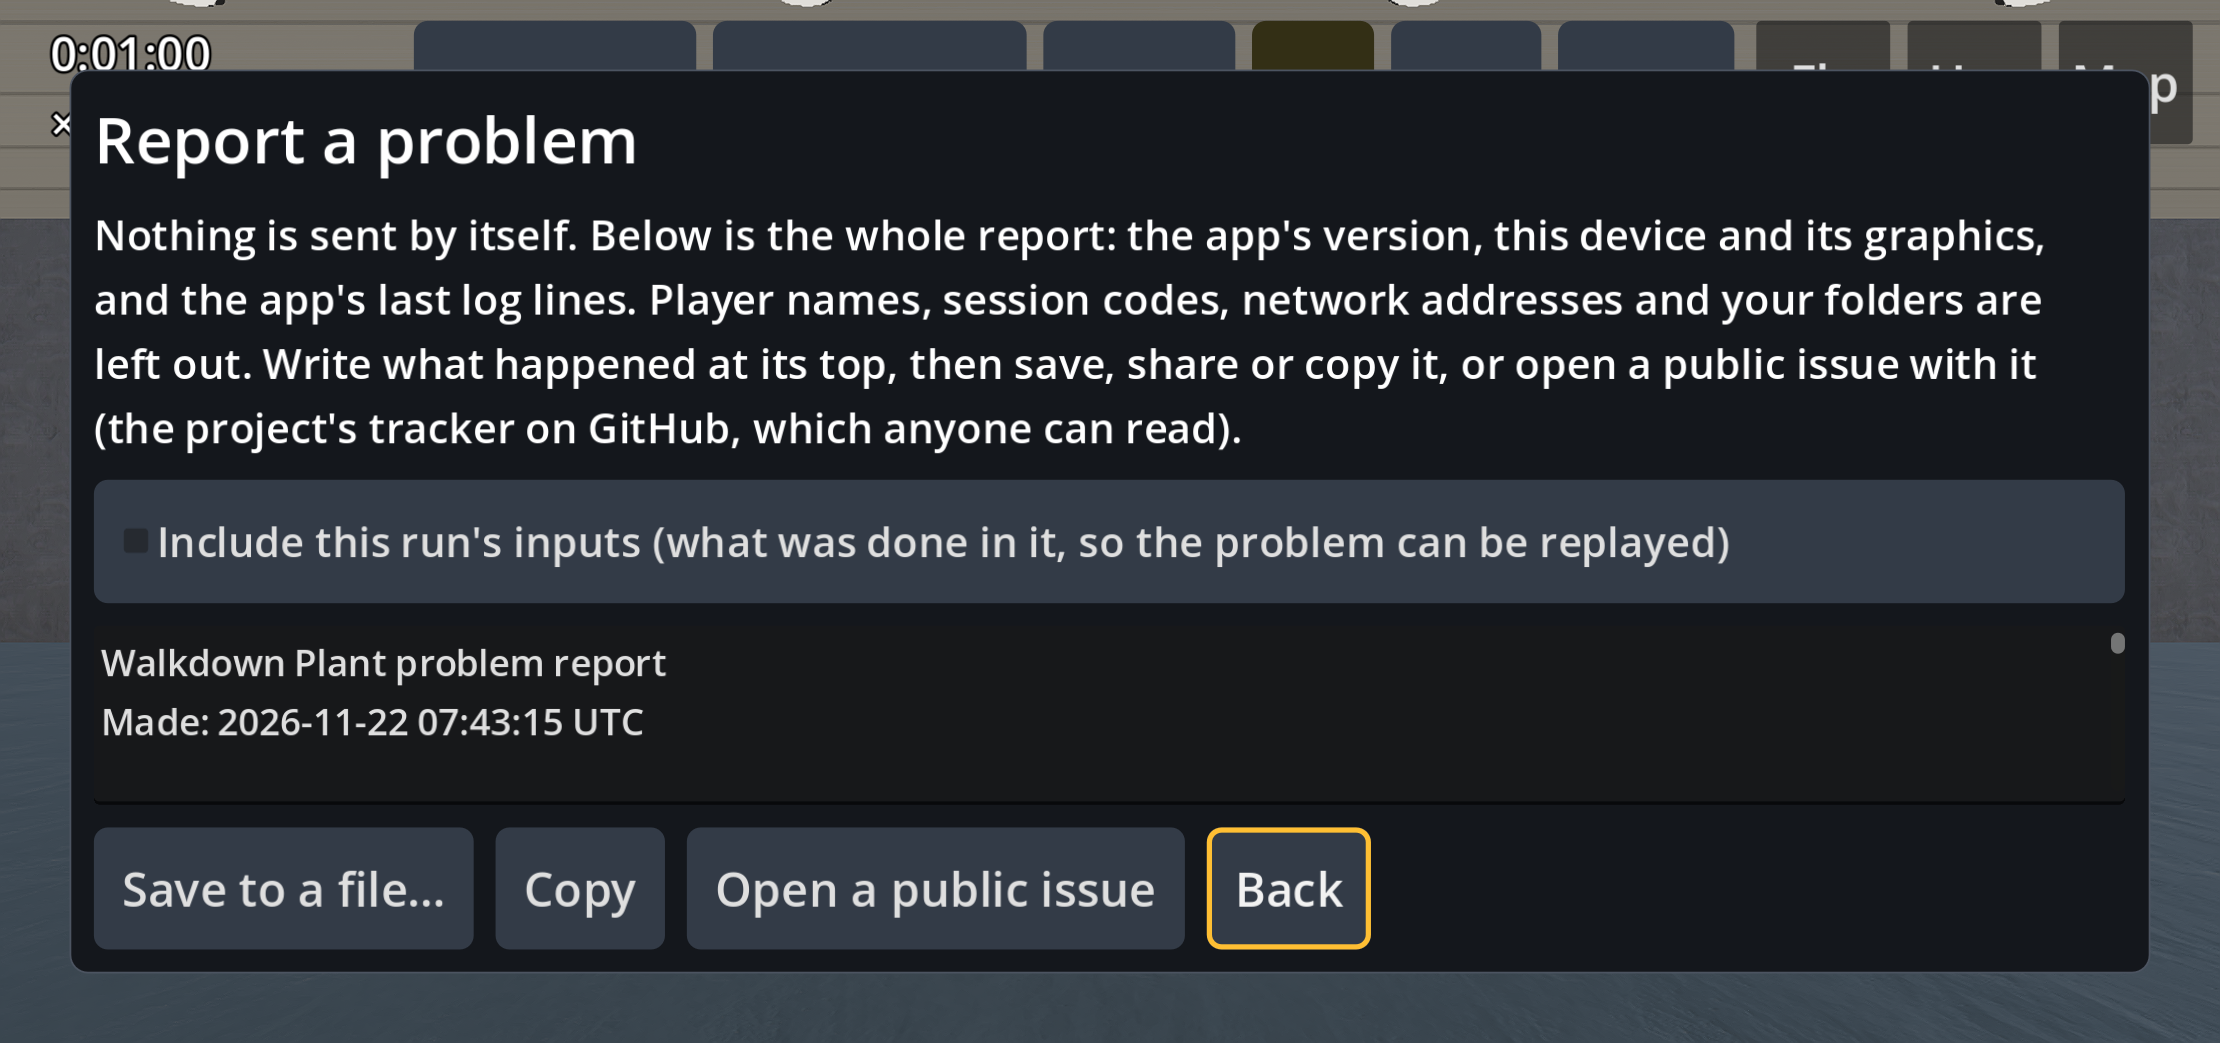 0:01:00
Report a problem
Nothing is sent by itself. Below is the whole report: the app's version, this device and its graphics,
and the app's last log lines. Player names, session codes, network addresses and your folders are
left out. Write what happened at its top, then save, share or copy it, or open a public issue with it
(the project's tracker on GitHub, which anyone can read).
Include this run's inputs (what was done in it, so the problem can be replayed)
Walkdown Plant problem report
Made: 2026-11-22 07:43:15 UTC
Save to a file...
Copy
Open a public issue
Back